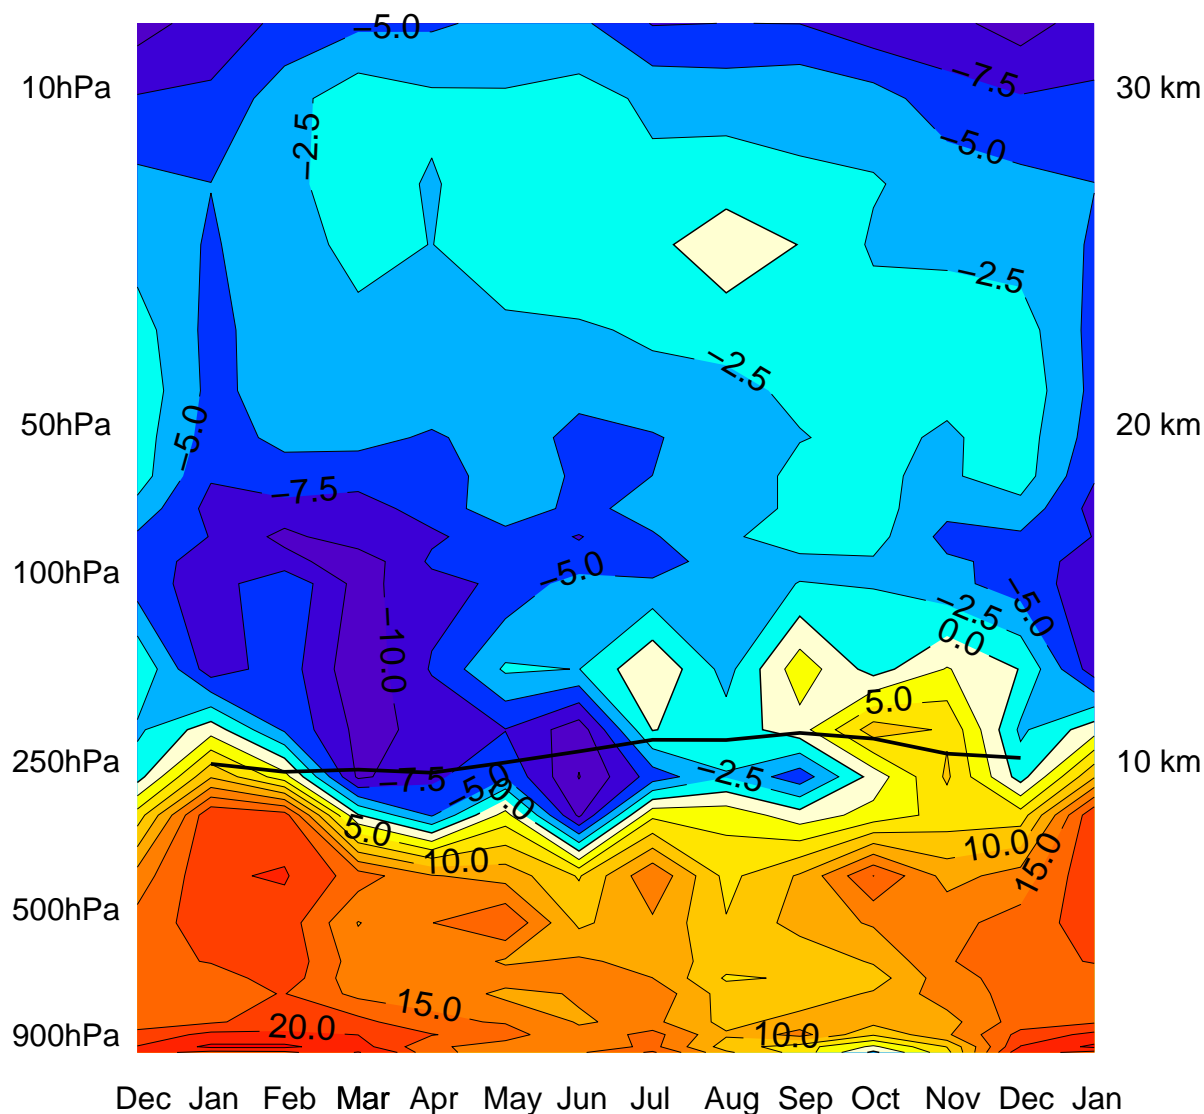 −5.0
10hPa
−7.5
30 km
−2.5
−5.0
−2.5
−2.5
50hPa
−5.0
20 km
−7.5
100hPa
−5.0
−5.0
−2.5
0.0
−10.0
5.0
250hPa
−7.5
−5.0
0.0
−2.5
10 km
5.0
10.0
10.0
15.0
500hPa
15.0
900hPa
20.0
10.0
Dec Jan Feb Mar Apr May Jun Jul Aug Sep Oct Nov Dec Jan